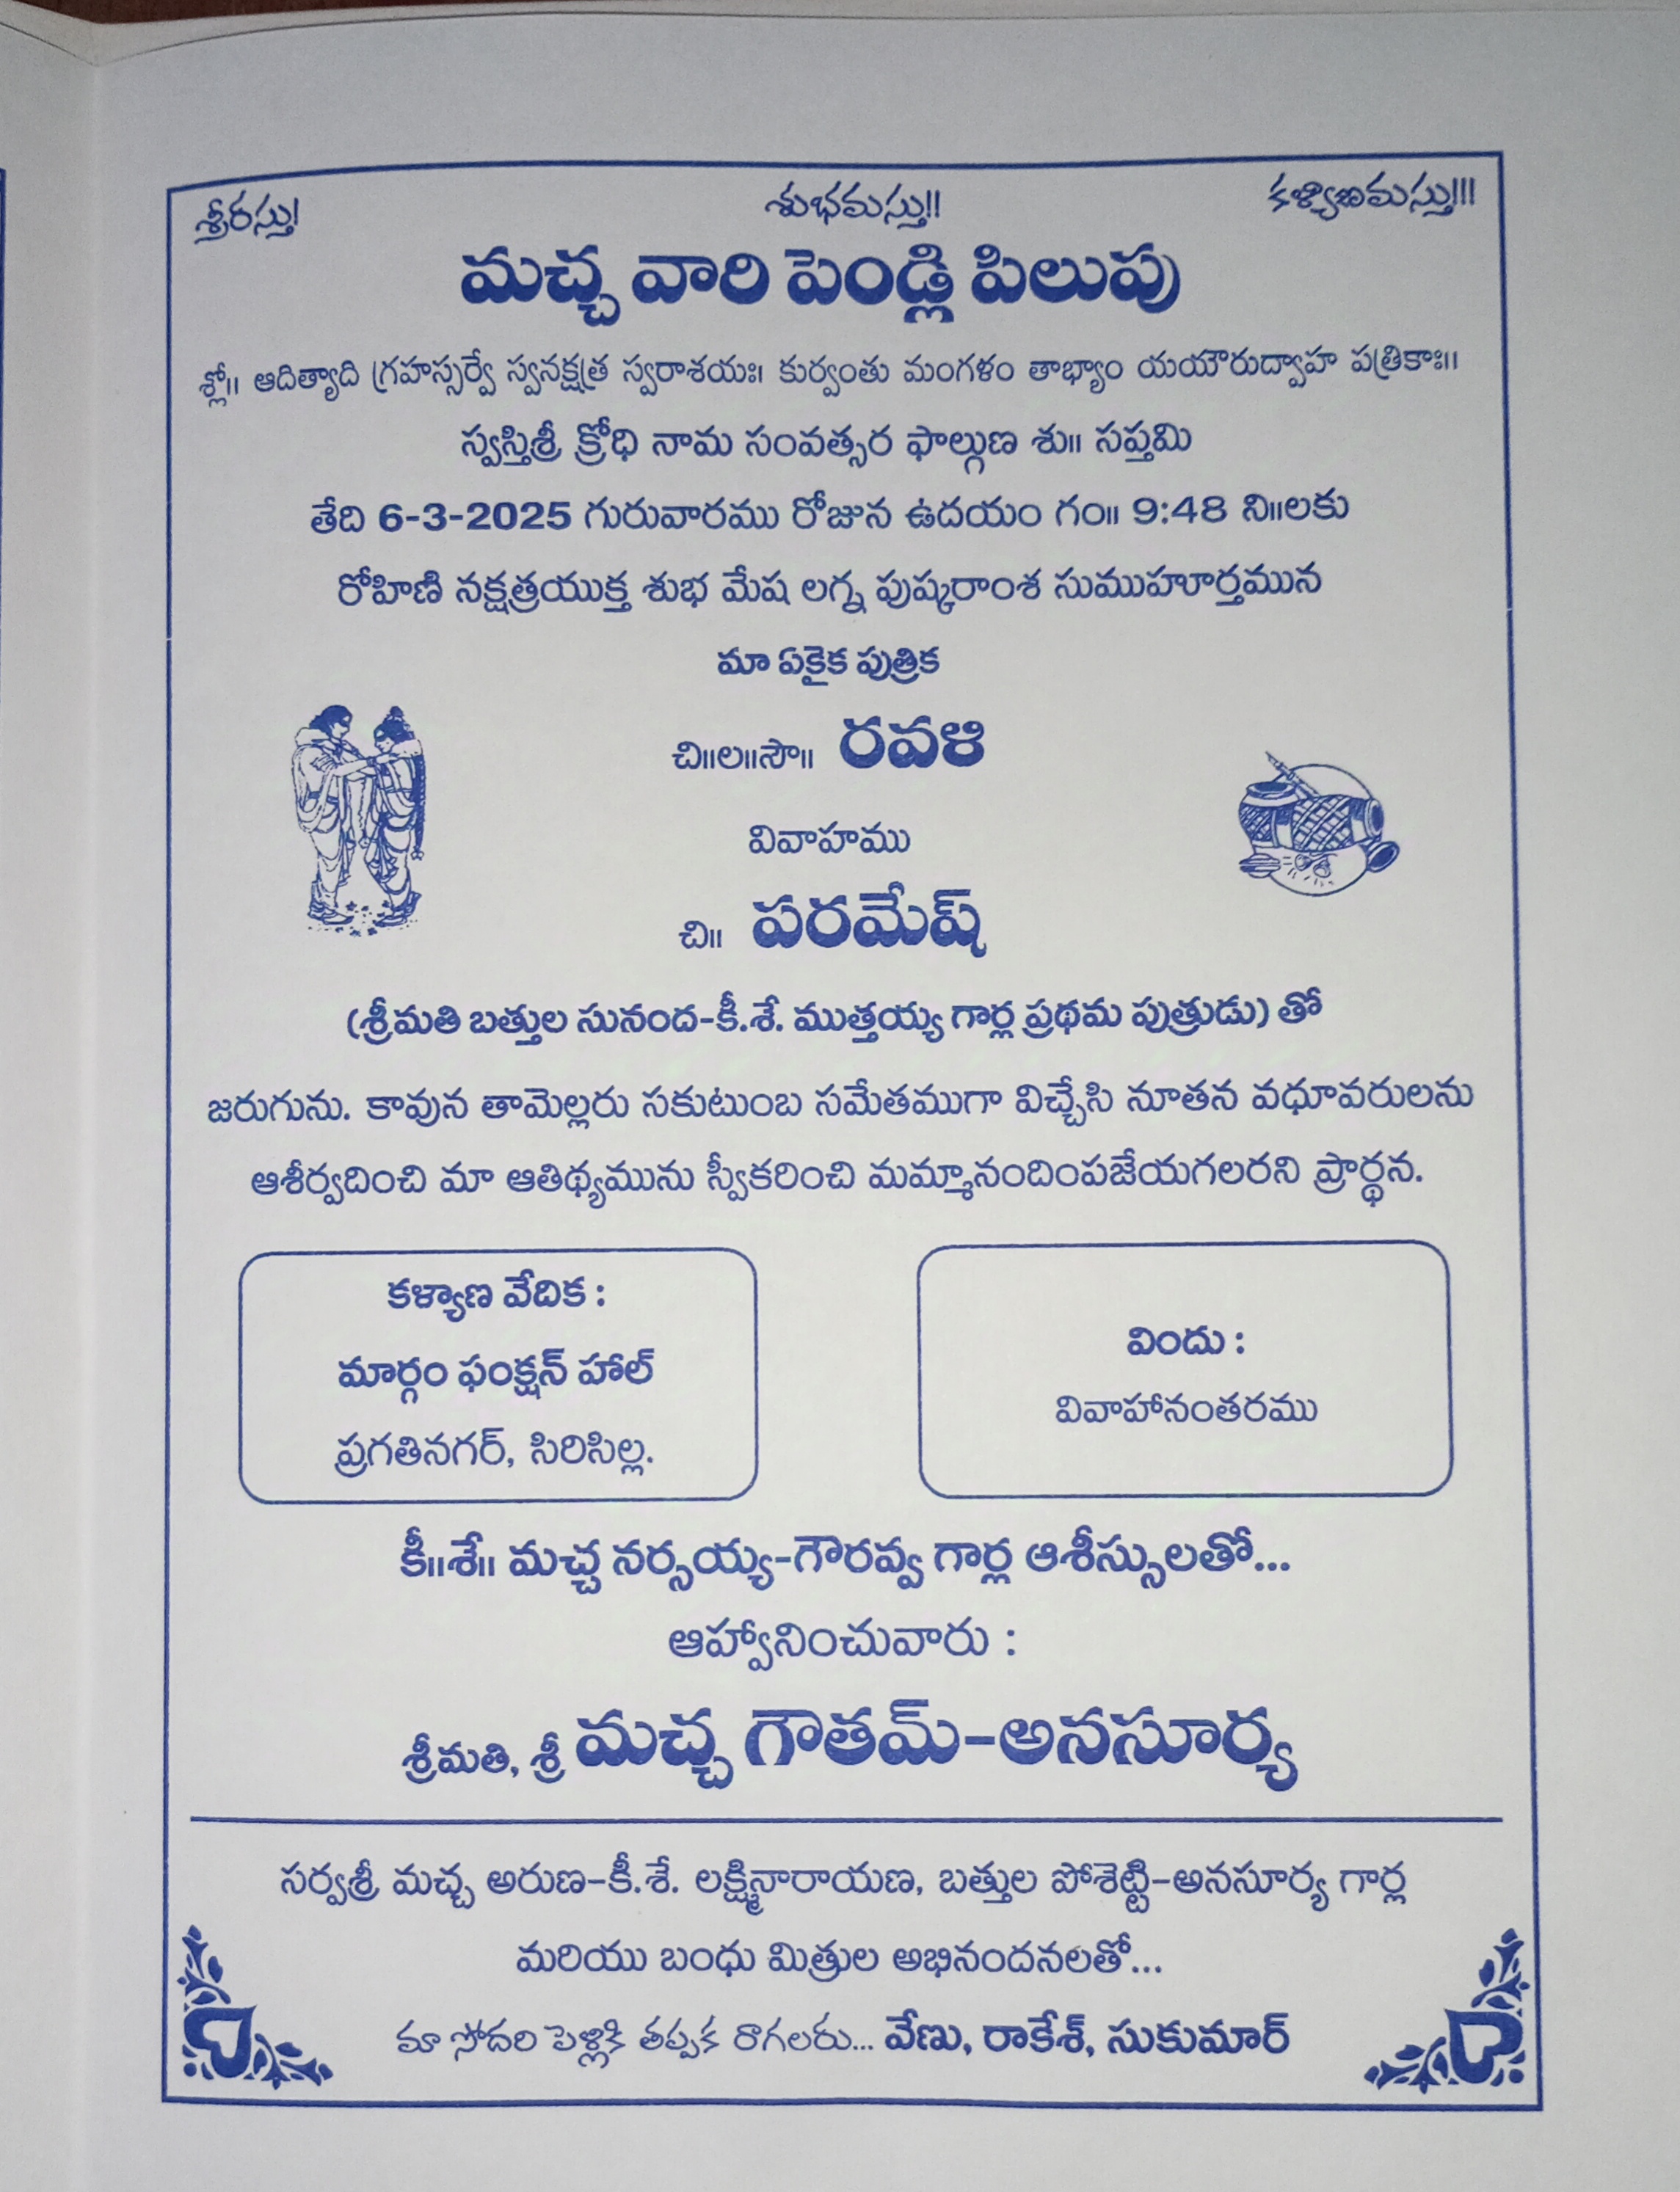 శ్రీరస్తు। శుభమస్తు॥ కళ్యాణమస్తు॥।
మచ్చ వారి పెండ్లి పిలుపు
శ్లో॥ ఆదిత్యాది గ్రహస్సర్వే స్వనక్షత్ర స్వరాశయః। కుర్వంతు మంగళం తాభ్యాం యయౌరుద్వాహ పత్రికాః॥
స్వస్తిశ్రీ క్రోధి నామ సంవత్సర ఫాల్గుణ శు॥ సప్తమి
తేది 6-3-2025 గురువారము రోజున ఉదయం గం॥ 9:48 ని॥లకు
రోహిణి నక్షత్రయుక్త శుభ మేష లగ్న పుష్కరాంశ సుముహూర్తమున
మా ఏకైక పుత్రిక
చి॥ల॥సౌ॥ రవళి
వివాహము
చి॥ పరమేష్
(శ్రీమతి బత్తుల సునంద-కీ.శే. ముత్తయ్య గార్ల ప్రథమ పుత్రుడు) తో
జరుగును. కావున తామెల్లరు సకుటుంబ సమేతముగా విచ్చేసి నూతన వధూవరులను
ఆశీర్వదించి మా ఆతిథ్యమును స్వీకరించి మమ్మానందింపజేయగలరని ప్రార్థన.
కళ్యాణ వేదిక :
మార్గం ఫంక్షన్ హాల్
ప్రగతినగర్, సిరిసిల్ల.
విందు :
వివాహానంతరము
కీ॥శే॥ మచ్చ నర్సయ్య-గౌరవ్వ గార్ల ఆశీస్సులతో...
ఆహ్వానించువారు :
శ్రీమతి, శ్రీ మచ్చ గౌతమ్-అనసూర్య
సర్వశ్రీ మచ్చ అరుణ-కీ.శే. లక్ష్మినారాయణ, బత్తుల పోశెట్టి-అనసూర్య గార్ల
మరియు బంధు మిత్రుల అభినందనలతో...
మా సోదరి పెళ్లికి తప్పక రాగలరు... వేణు, రాకేశ్, సుకుమార్